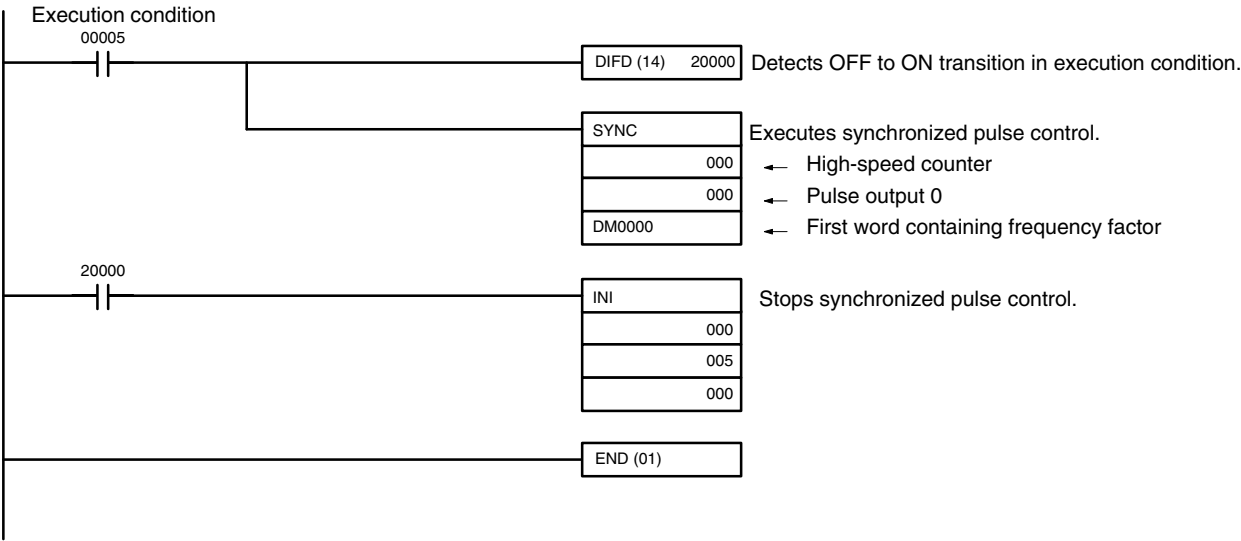 Execution condition
00005
DIFD (14) 20000 Detects OFF to ON transition in execution condition.
SYNC Executes synchronized pulse control.
000 High-speed counter
000 Pulse output 0
DM0000 First word containing frequency factor
20000
INI Stops synchronized pulse control.
000
005
000
END (01)